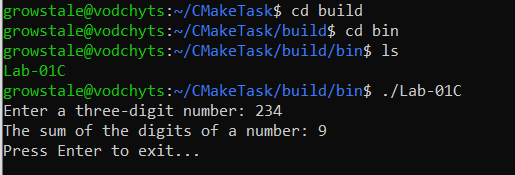 growstale@vodchyts:~/CMakeTask$ cd build
growstale@vodchyts:~/CMakeTask/build$ cd bin
growstale@vodchyts:~/CMakeTask/build/bin$ ls
Lab-01C
growstale@vodchyts:~/CMakeTask/build/bin$ ./Lab-01C
Enter a three-digit number: 234
The sum of the digits of a number: 9
Press Enter to exit...